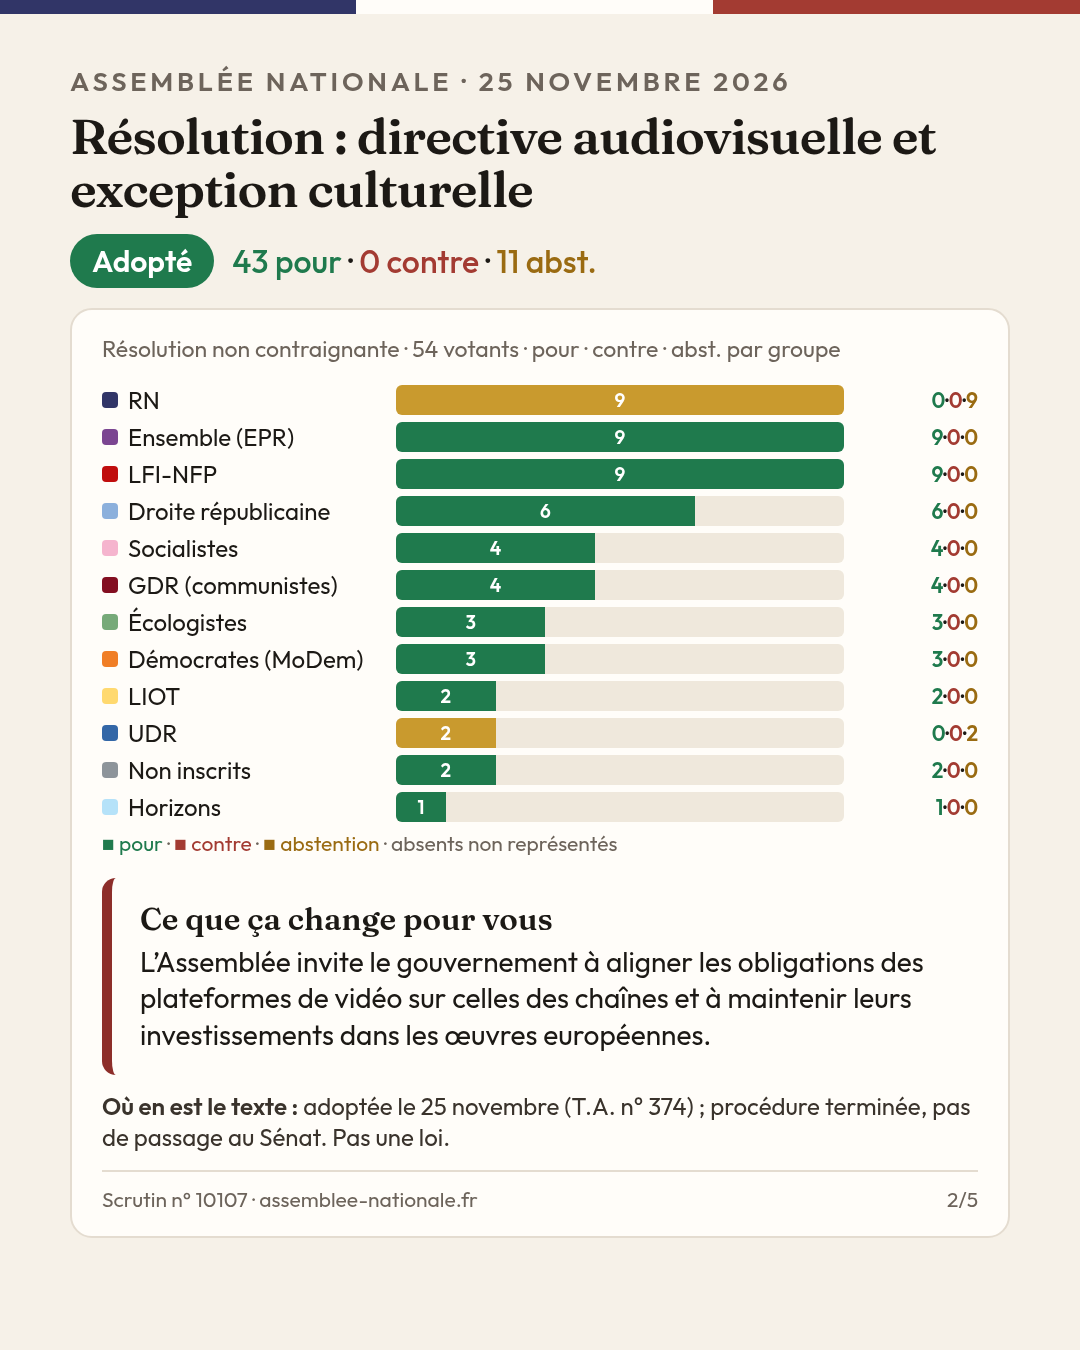 ASSEMBLÉE NATIONALE · 25 NOVEMBRE 2026
Résolution : directive audiovisuelle et
exception culturelle
Adopté 43 pour · 0 contre · 11 abst.
Résolution non contraignante · 54 votants · pour · contre · abst. par groupe
RN 9 0·0·9
Ensemble (EPR) 9 9·0·0
LFI-NFP 9 9·0·0
Droite républicaine 6 6·0·0
Socialistes 4 4·0·0
GDR (communistes) 4 4·0·0
Écologistes 3 3·0·0
Démocrates (MoDem) 3 3·0·0
LIOT 2 2·0·0
UDR 2 0·0·2
Non inscrits 2 2·0·0
Horizons 1 1·0·0
■ pour · ■ contre · ■ abstention · absents non représentés
Ce que ça change pour vous
L’Assemblée invite le gouvernement à aligner les obligations des
plateformes de vidéo sur celles des chaînes et à maintenir leurs
investissements dans les œuvres européennes.
Où en est le texte : adoptée le 25 novembre (T.A. n° 374) ; procédure terminée, pas
de passage au Sénat. Pas une loi.
Scrutin n° 10107 · assemblee-nationale.fr 2/5